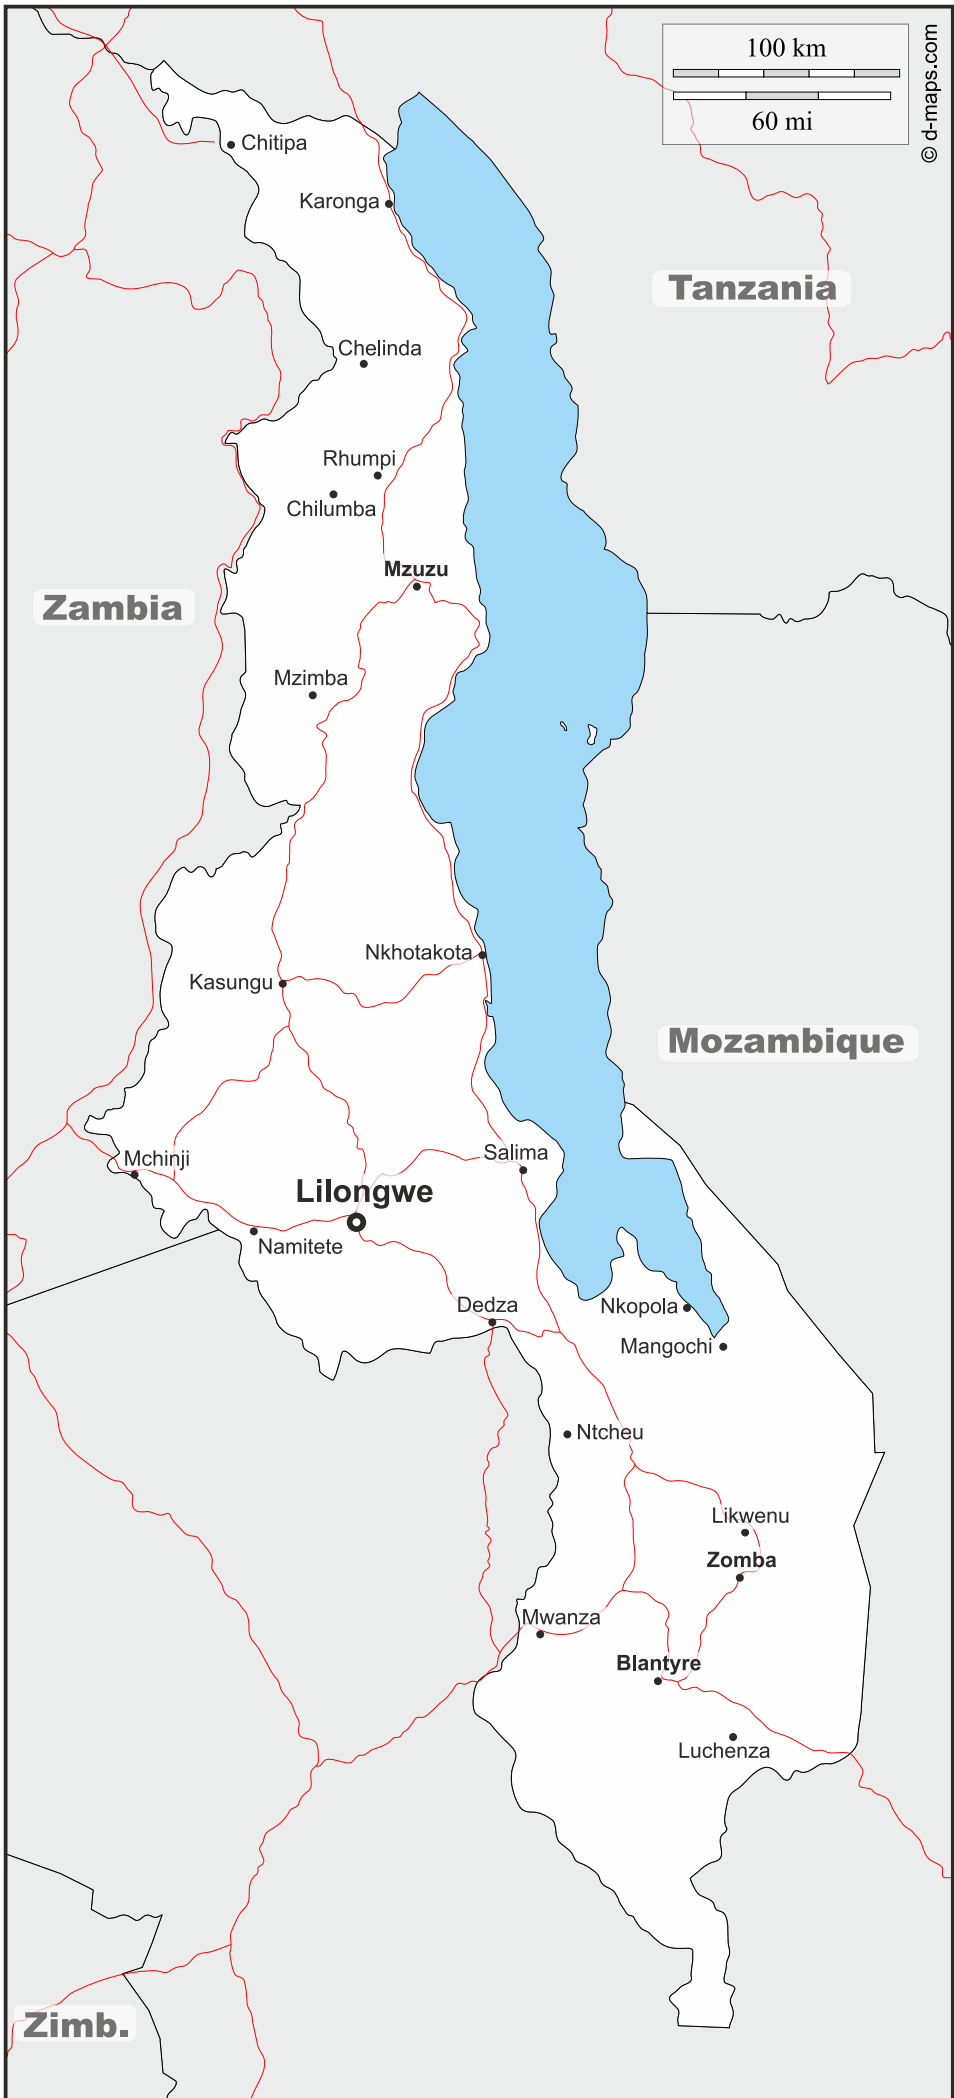 100 km
60 mi
© d-maps.com
Chitipa
Karonga
Tanzania
Chelinda
Rhumpi
Chilumba
Mzuzu
Zambia
Mzimba
Nkhotakota
Kasungu
Mozambique
Salima
Mchinji
Lilongwe
Namitete
Dedza
Nkopola
Mangochi
Ntcheu
Likwenu
Zomba
Mwanza
Blantyre
Luchenza
Zimb.